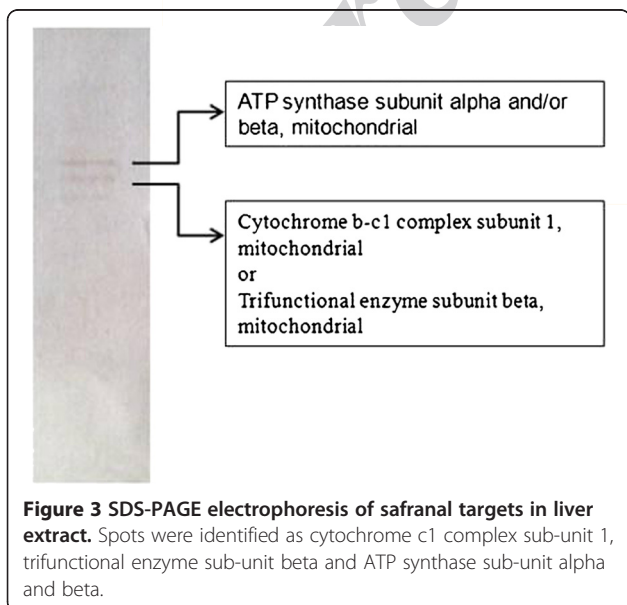 ATP synthase subunit alpha and/or
beta, mitochondrial
Cytochrome b-c1 complex subunit 1,
mitochondrial
or
Trifunctional enzyme subunit beta,
mitochondrial
Figure 3 SDS-PAGE electrophoresis of safranal targets in liver
extract. Spots were identified as cytochrome c1 complex sub-unit 1,
trifunctional enzyme sub-unit beta and ATP synthase sub-unit alpha
and beta.